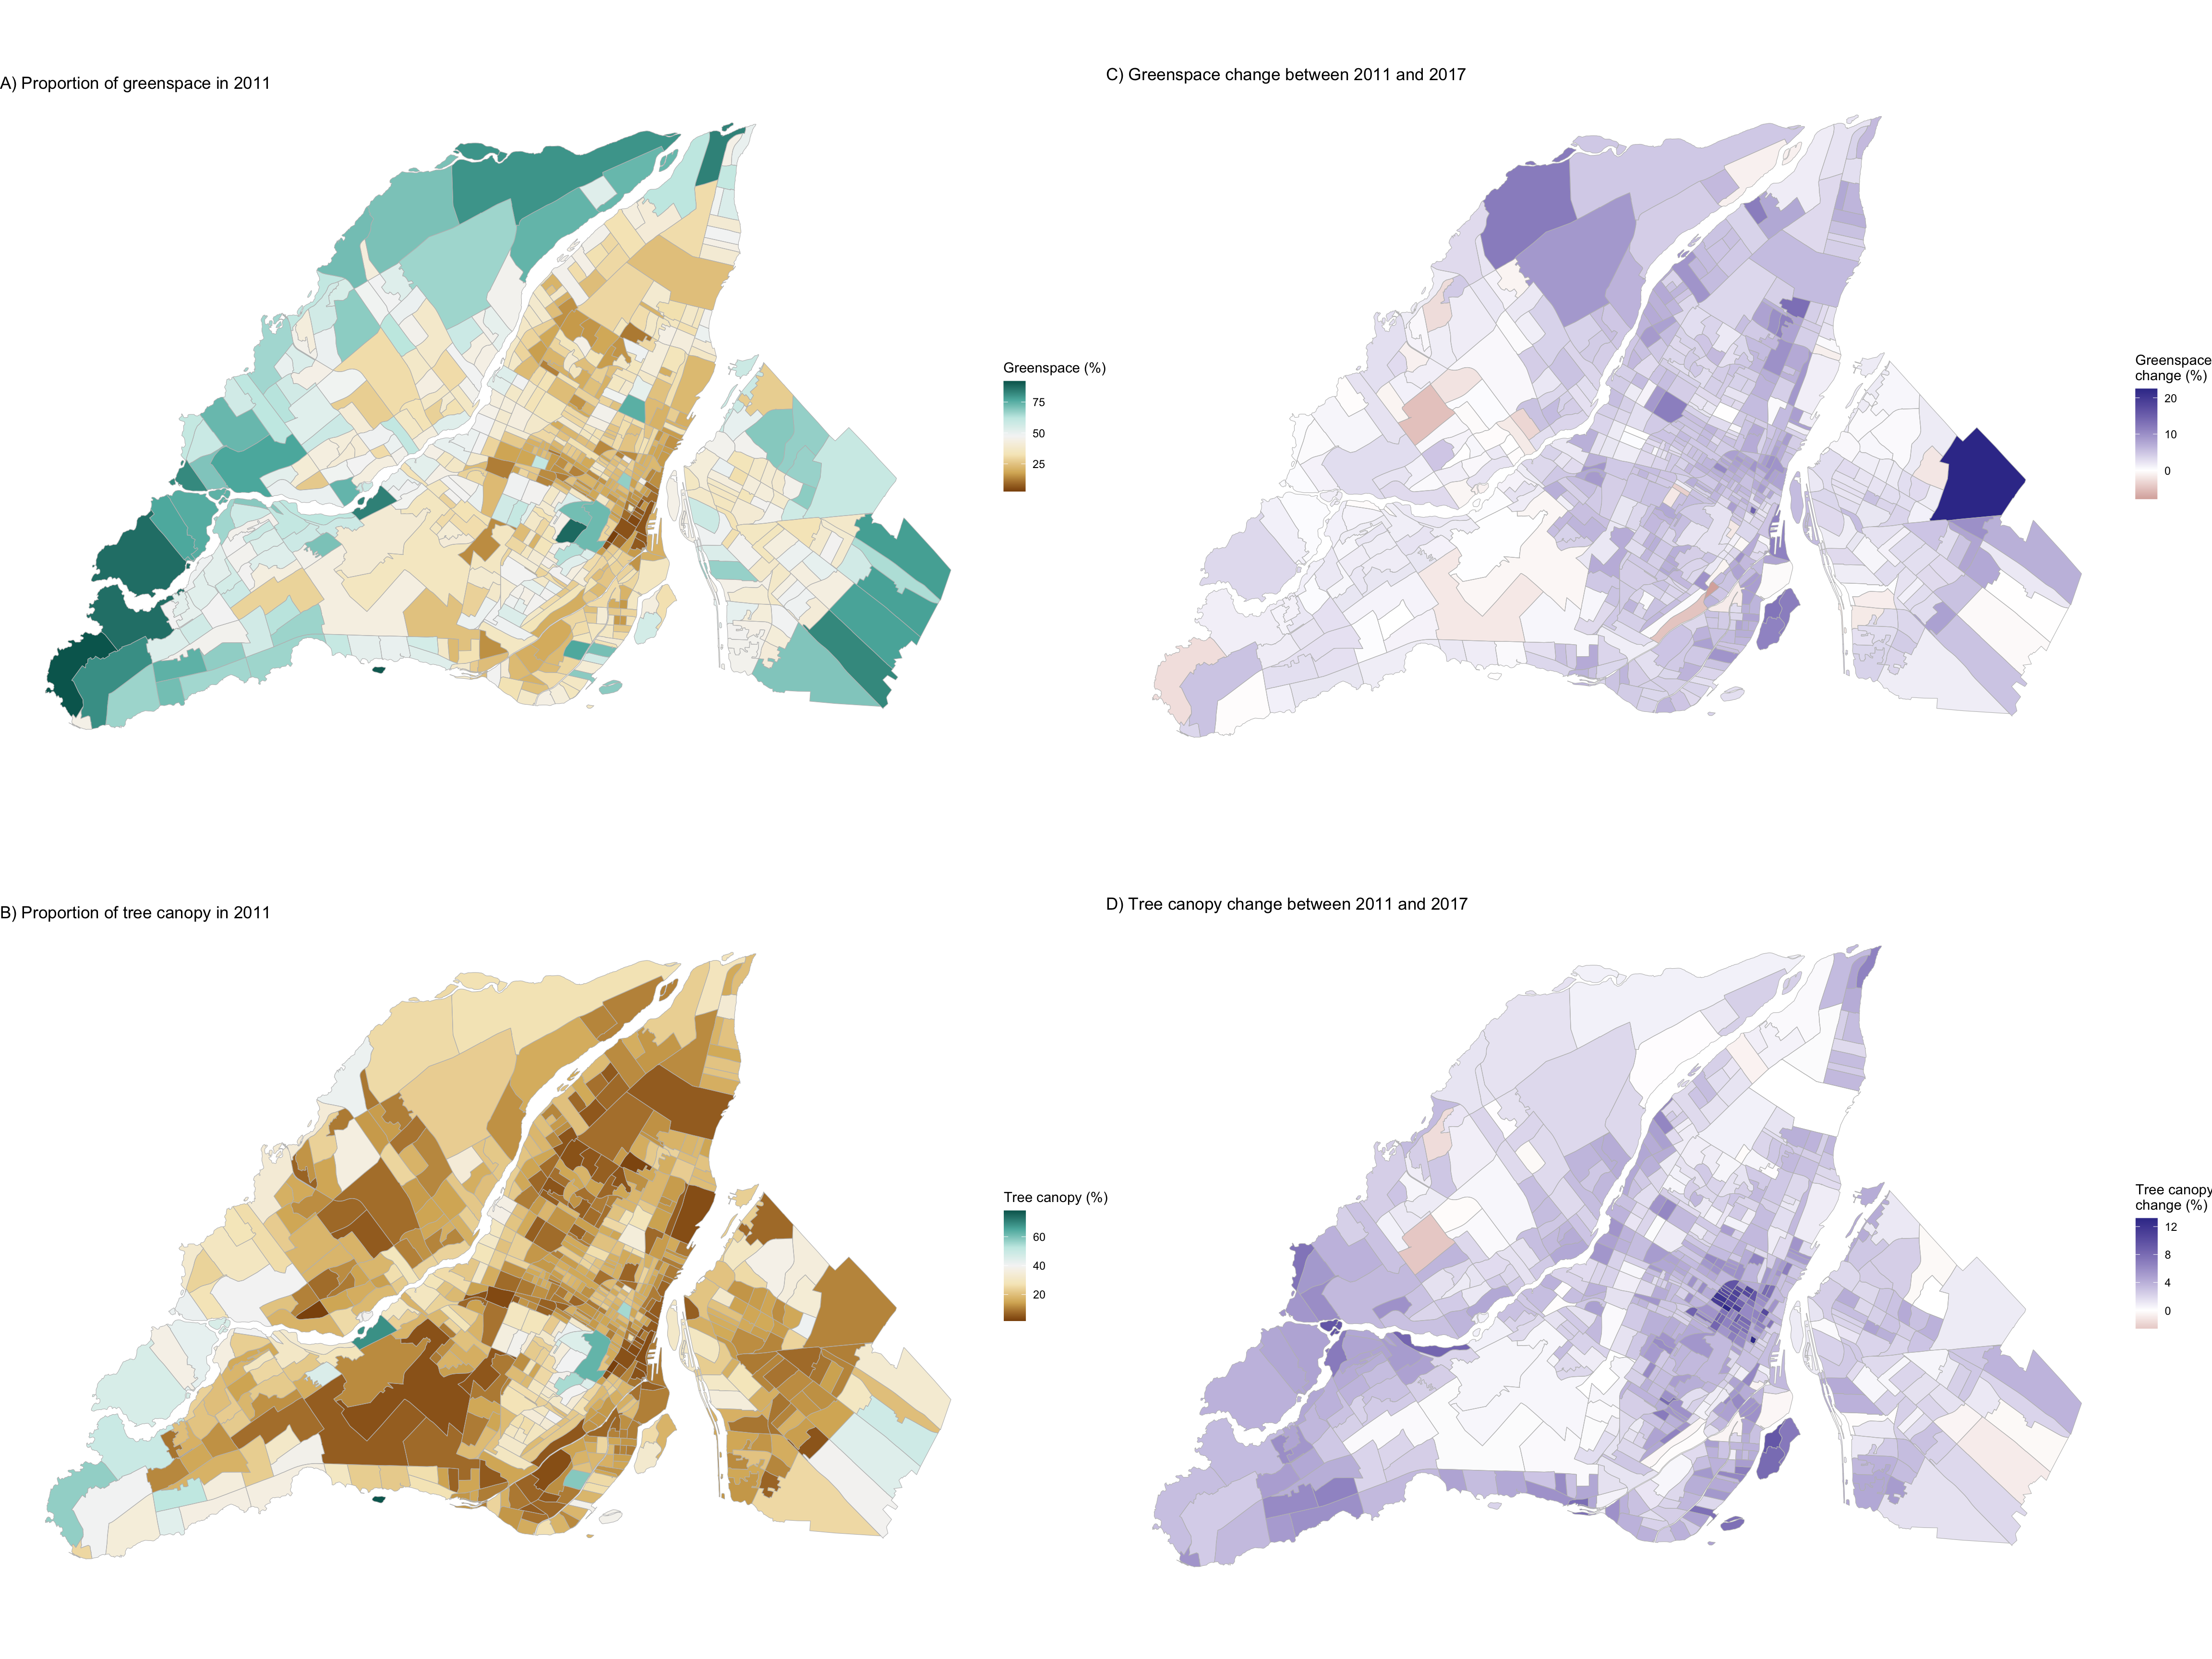 A) Proportion of greenspace in 2011
Greenspace (%)
75
50
25
C) Greenspace change between 2011 and 2017
Greenspace
change (%)
20
10
0
B) Proportion of tree canopy in 2011
Tree canopy (%)
60
40
20
D) Tree canopy change between 2011 and 2017
Tree canopy
change (%)
12
8
4
0